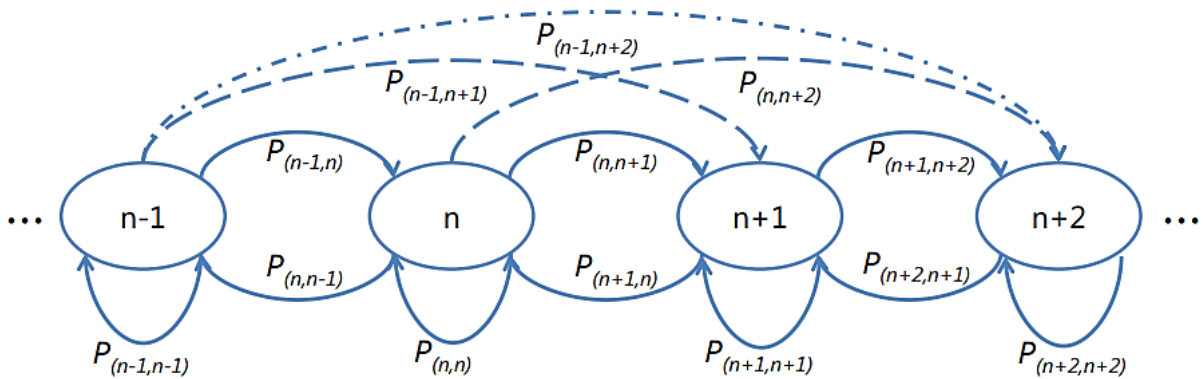 P(n-1,n+2)
P(n-1,n+1) P(n,n+2)
P(n-1,n) P(n,n+1) P(n+1,n+2)
... n-1 n n+1 n+2 ...
P(n,n-1) P(n+1,n) P(n+2,n+1)
P(n-1,n-1) P(n,n) P(n+1,n+1) P(n+2,n+2)